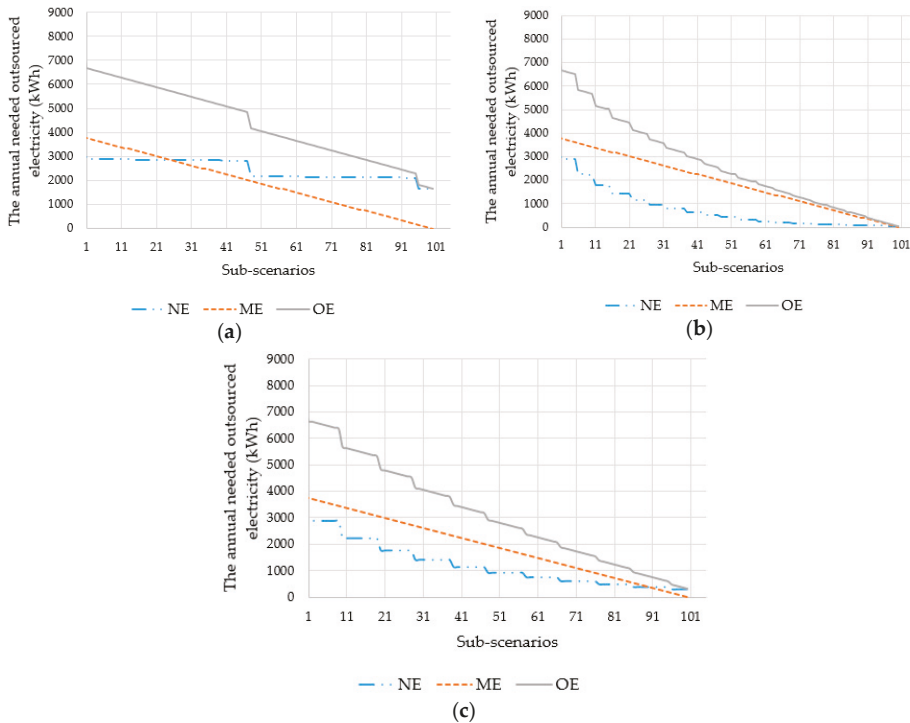 The annual needed outsourced
electricity (kWh)
9000
8000
7000
6000
5000
4000
3000
2000
1000
0
1 11 21 31 41 51 61 71 81 91 101
Sub-scenarios
NE ME OE
(a)
The annual needed outsourced
electricity (kWh)
9000
8000
7000
6000
5000
4000
3000
2000
1000
0
1 11 21 31 41 51 61 71 81 91 101
Sub-scenarios
NE ME OE
(b)
The annual needed outsourced
electricity (kWh)
9000
8000
7000
6000
5000
4000
3000
2000
1000
0
1 11 21 31 41 51 61 71 81 91 101
Sub-scenarios
NE ME OE
(c)